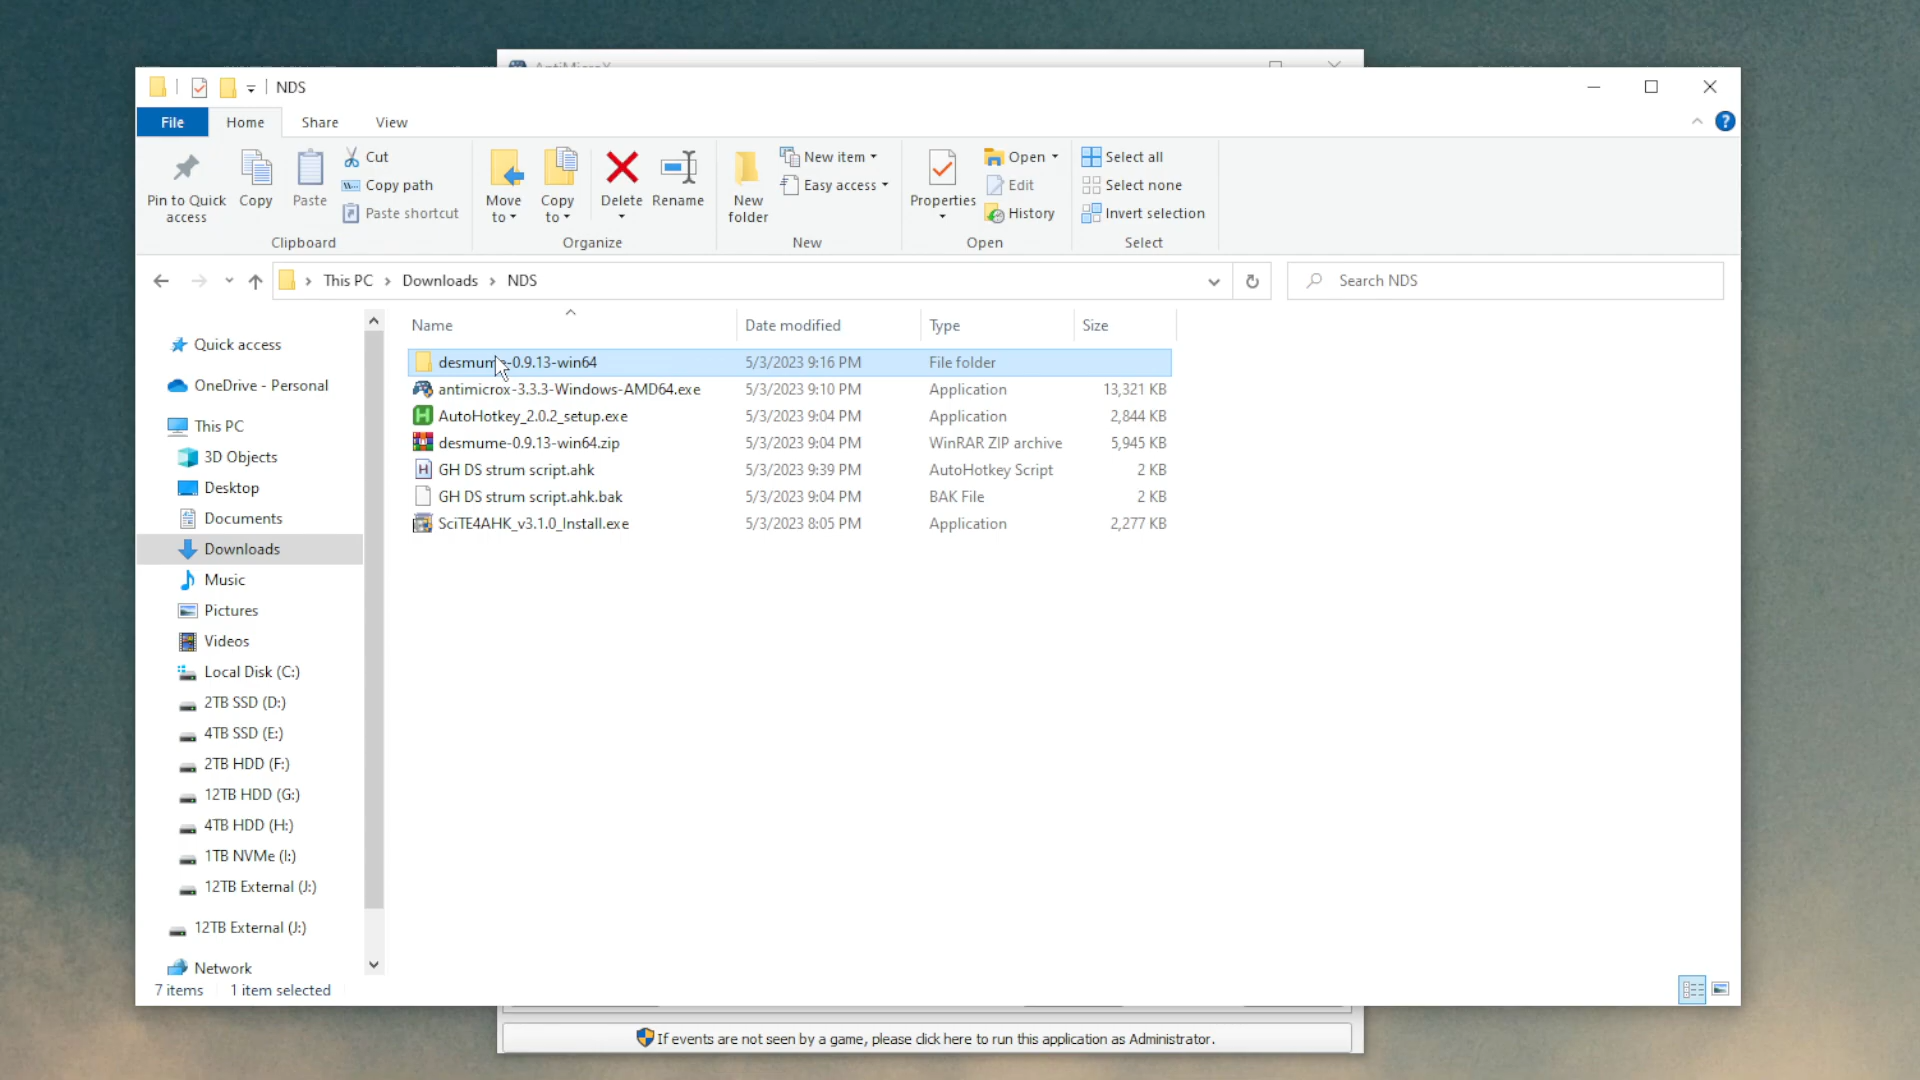 AntiMicroX
NDS
File Home Share View
Pin to Quick access
Copy
Paste
Cut
Copy path
Paste shortcut
Clipboard
Move to
Copy to
Delete
Rename
Organize
New folder
New item
Easy access
New
Properties
Open
Edit
History
Open
Select all
Select none
Invert selection
Select
This PC > Downloads > NDS
Search NDS
Name Date modified Type Size
desmume-0.9.13-win64 5/3/2023 9:16 PM File folder
antimicrox-3.3.3-Windows-AMD64.exe 5/3/2023 9:10 PM Application 13,321 KB
AutoHotkey_2.0.2_setup.exe 5/3/2023 9:04 PM Application 2,844 KB
desmume-0.9.13-win64.zip 5/3/2023 9:04 PM WinRAR ZIP archive 5,945 KB
GH DS strum script.ahk 5/3/2023 9:39 PM AutoHotkey Script 2 KB
GH DS strum script.ahk.bak 5/3/2023 9:04 PM BAK File 2 KB
SciTE4AHK_v3.1.0_Install.exe 5/3/2023 8:05 PM Application 2,277 KB
Quick access
OneDrive - Personal
This PC
3D Objects
Desktop
Documents
Downloads
Music
Pictures
Videos
Local Disk (C:)
2TB SSD (D:)
4TB SSD (E:)
2TB HDD (F:)
12TB HDD (G:)
4TB HDD (H:)
1TB NVMe (I:)
12TB External (J:)
12TB External (J:)
Network
7 items 1 item selected
If events are not seen by a game, please click here to run this application as Administrator.